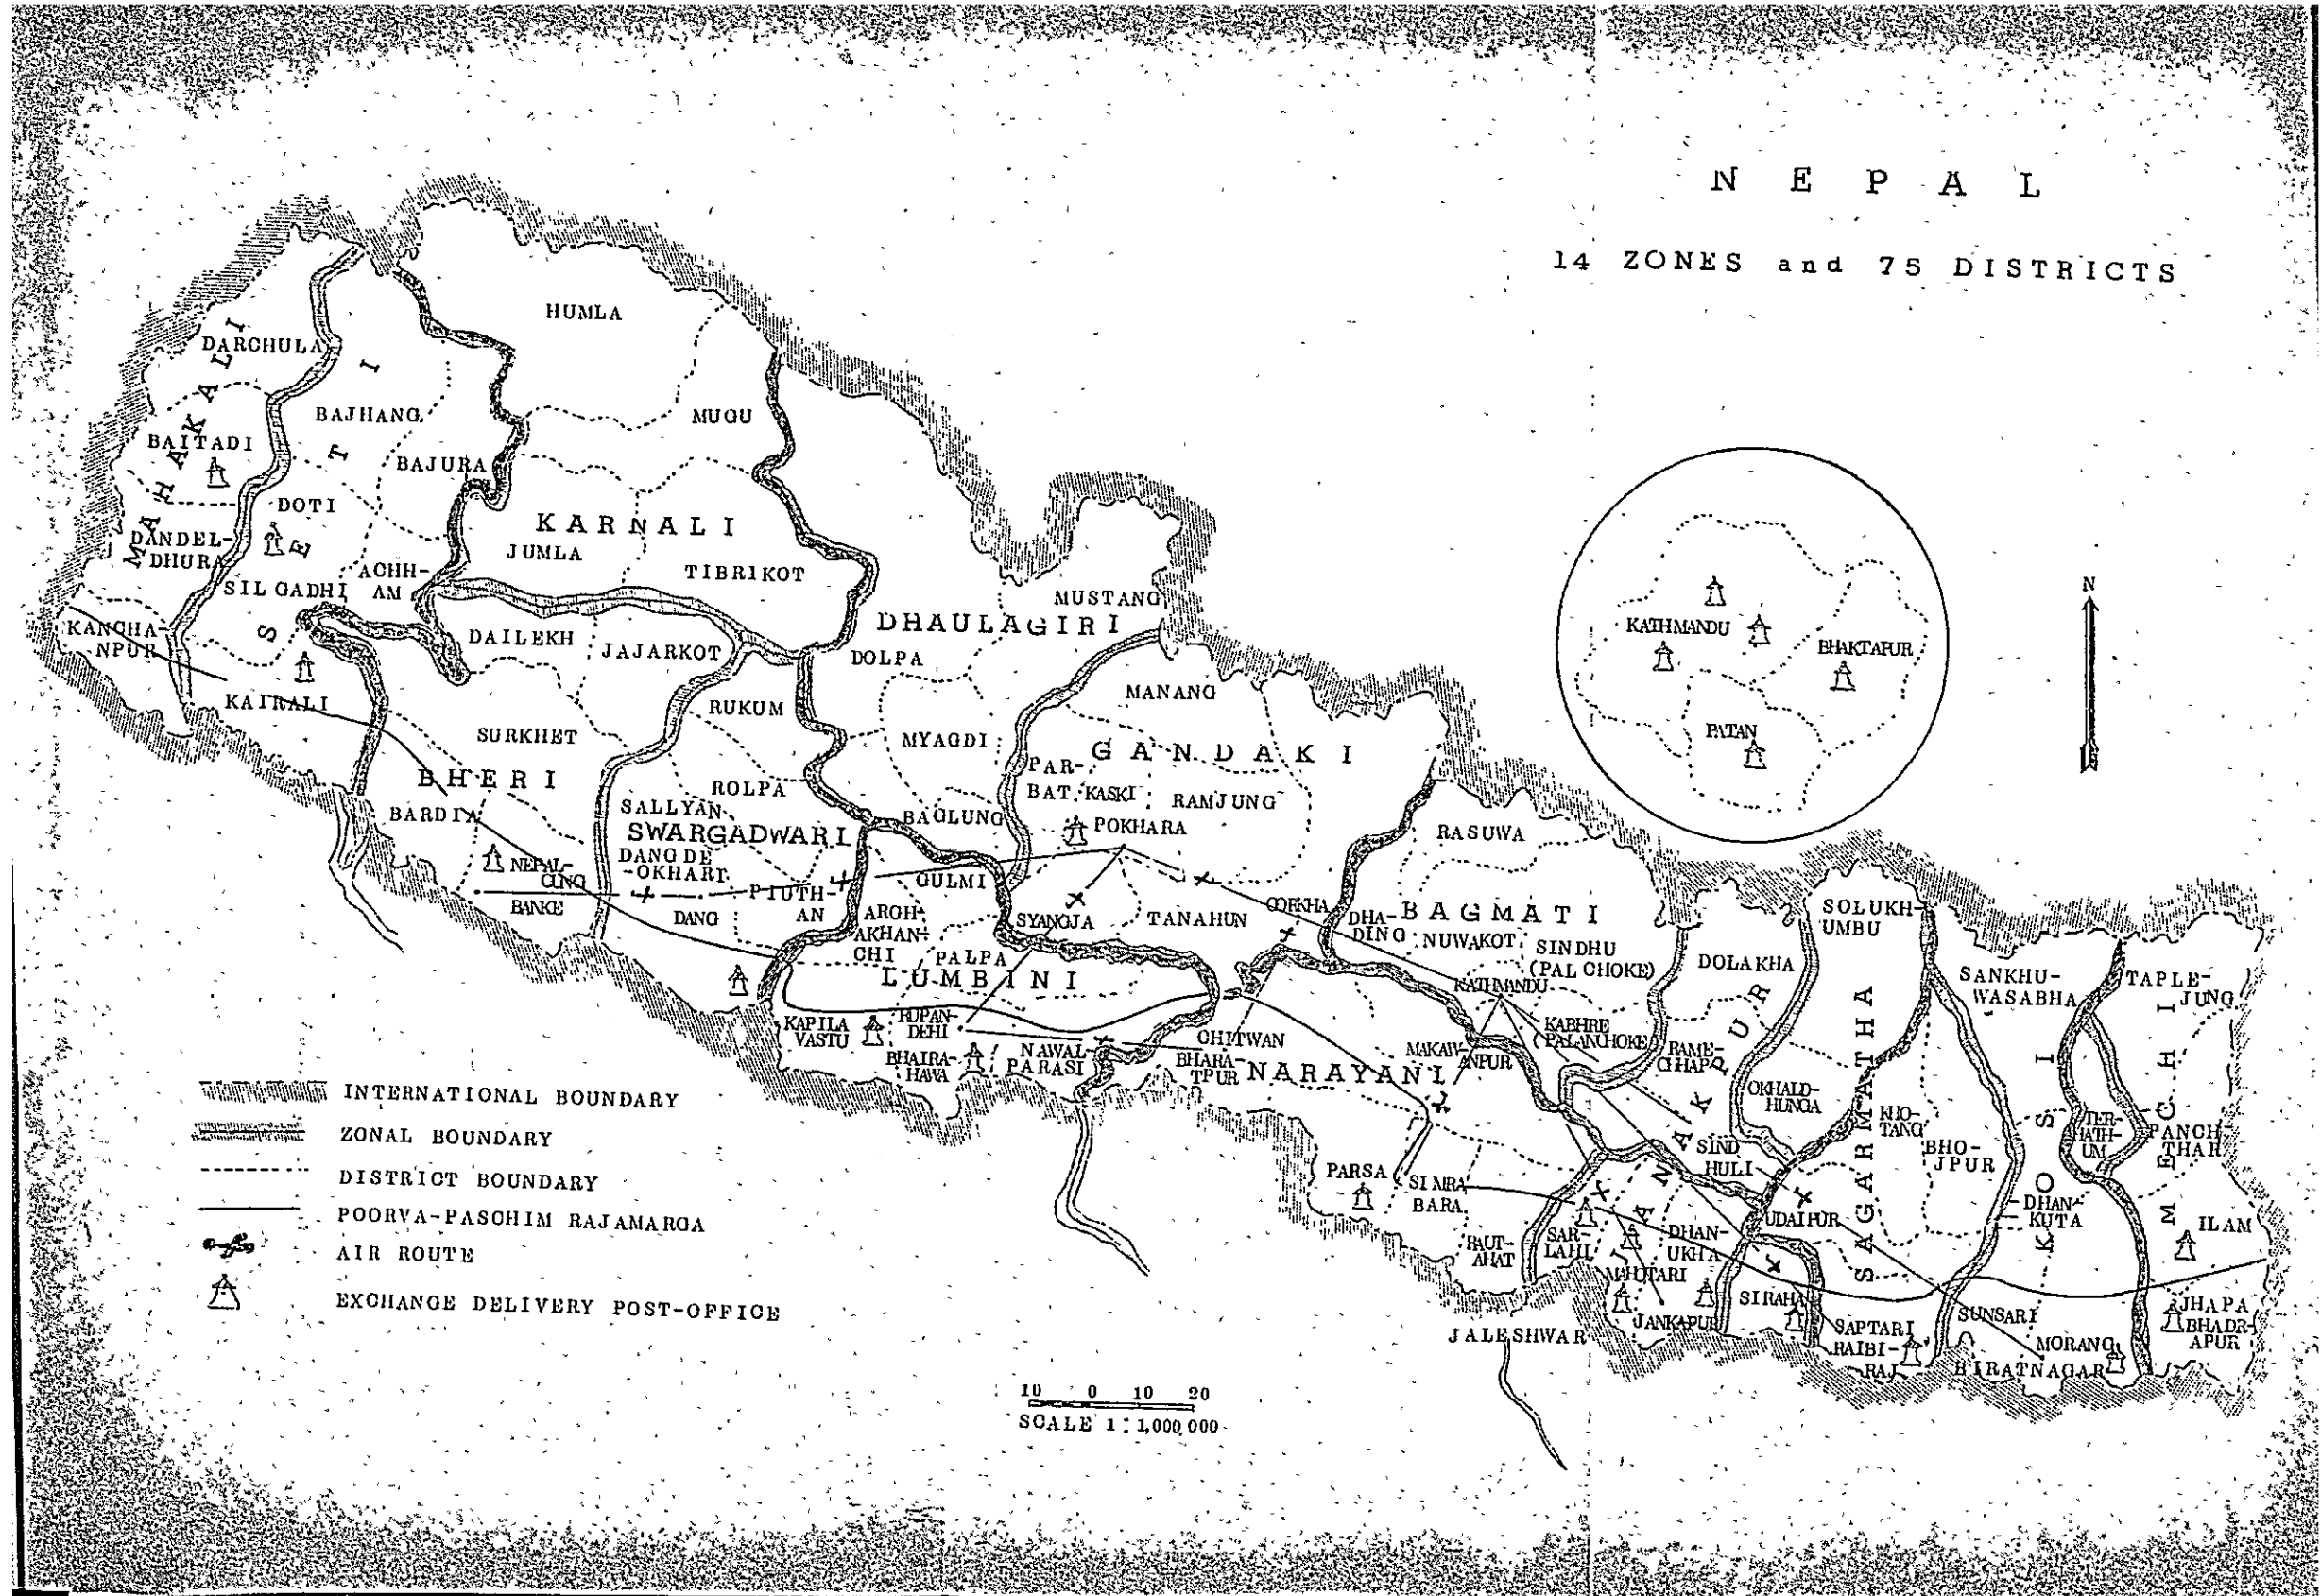 N E P A L
14 ZONES and 75 DISTRICTS
HUMLA
DARCHULA
MAHAKALI
SETI
BAJHANG
MUGU
BAITADI
BAJURA
DOTI
KARNALI
DANDEL-
DHURA
JUMLA
ACHH-
AM
TIBRIKOT
SILGADHI
KANCHA-
NPUR
DAILEKH
JAJARKOT
MUSTANG
DHAULAGIRI
DOLPA
KAIRALI
RUKUM
MANANG
SURKHET
MYAGDI
GANDAKI
BHERI
PAR-
BAT
KASKI
RAMJUNG
ROLPA
BARDIA
SALLYAN
BAGLUNG
POKHARA
SWARGADWARI
RASUWA
DANG DE
-OKHARI
NEPAL-
GUNG
GULMI
PIUTH-
AN
BANKE
DANG
ARGH-
AKHAN-
CHI
SYANGJA
TANAHUN
GORKHA
DHA-
DING
BAGMATI
NUWAKOT
SINDHU
(PAL CHOKE)
PALPA
LUMBINI
KATHMANDU
KAPILA
VASTU
RUPAN-
DEHI
BHAIRA-
HAWA
NAWAL-
PARASI
CHITWAN
BHARA-
TPUR
NARAYANI
MAKAW-
ANPUR
KABHRE
(PALANCHOKE)
DOLAKHA
RAME-
CHHAP
JANAKPUR
SOLUKH-
UMBU
OKHALD-
HUNGA
SAGARMATHA
KHO-
TANG
SANKHU-
WASABHA
BHO-
JPUR
KOSI
TAPLE-
JUNG
MECHI
TER-
HATH-
UM
PANCH
THAR
DHAN-
KUTA
ILAM
SIND
HULI
UDAIPUR
PARSA
SIMRA
BARA
RAUT-
AHAT
SAR-
LAHI
DHAN-
UKHA
MAHOTARI
JANKAPUR
SIRAHA
SAPTARI
RAIBI-
RAJ
SUNSARI
MORANG
BIRATNAGAR
JHAPA
BHADR-
APUR
JALESHWAR
KATHMANDU
BHAKTAPUR
PATAN
N
INTERNATIONAL BOUNDARY
ZONAL BOUNDARY
DISTRICT BOUNDARY
POORVA-PASCHIM RAJAMARGA
AIR ROUTE
EXCHANGE DELIVERY POST-OFFICE
10 0 10 20
SCALE 1:1,000,000